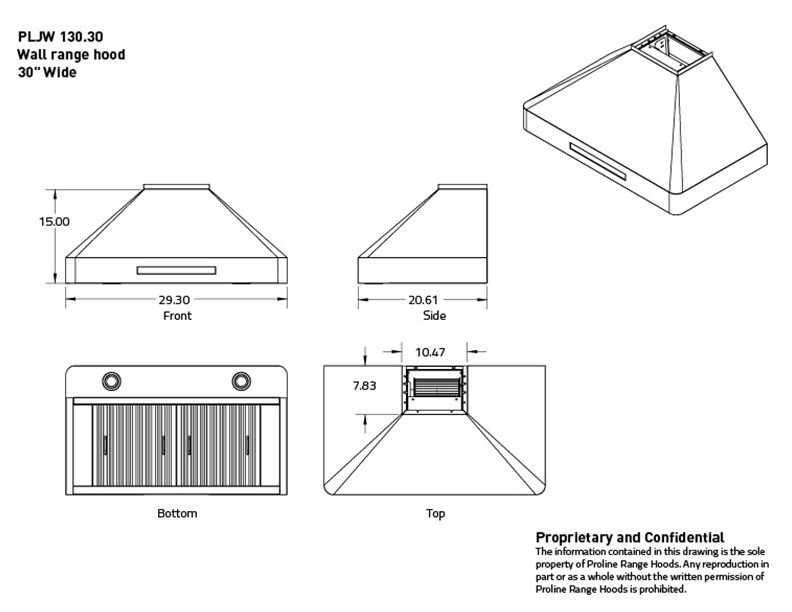 PLJW 130.30
Wall range hood
30" Wide
15.00
29.30
Front
20.61
Side
10.47
7.83
Bottom
Top
Proprietary and Confidential
The information contained in this drawing is the sole
property of Proline Range Hoods. Any reproduction in
part or as a whole without the written permission of
Proline Range Hoods is prohibited.